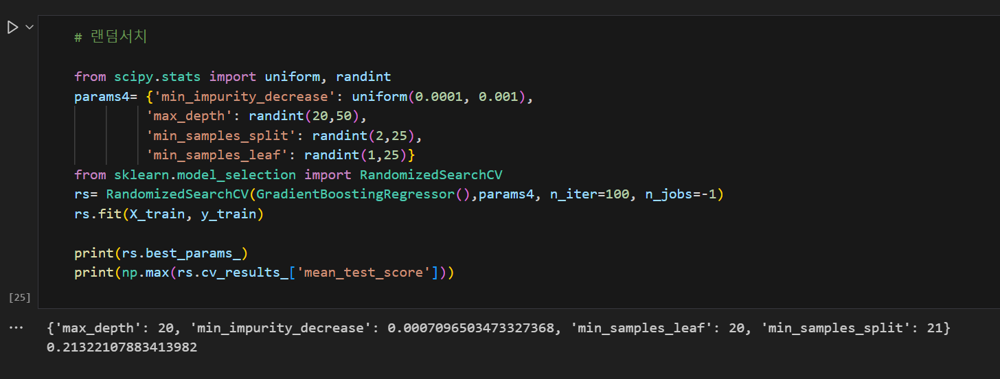 # 랜덤서치
from scipy.stats import uniform, randint
params4= {'min_impurity_decrease': uniform(0.0001, 0.001),
'max_depth': randint(20,50),
'min_samples_split': randint(2,25),
'min_samples_leaf': randint(1,25)}
from sklearn.model_selection import RandomizedSearchCV
rs= RandomizedSearchCV(GradientBoostingRegressor(),params4, n_iter=100, n_jobs=-1)
rs.fit(X_train, y_train)
print(rs.best_params_)
print(np.max(rs.cv_results_['mean_test_score']))
[25]
... {'max_depth': 20, 'min_impurity_decrease': 0.0007096503473327368, 'min_samples_leaf': 20, 'min_samples_split': 21}
0.21322107883413982